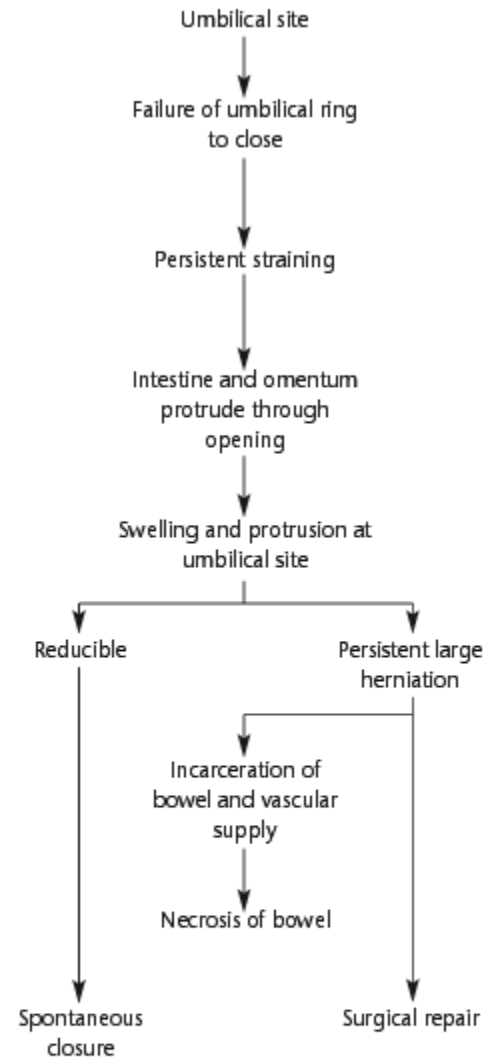 Umbilical site
Failure of umbilical ring
to close
Persistent straining
Intestine and omentum
protrude through
opening
Swelling and protrusion at
umbilical site
Reducible
Persistent large
herniation
Incarceration of
bowel and vascular
supply
Necrosis of bowel
Spontaneous
closure
Surgical repair